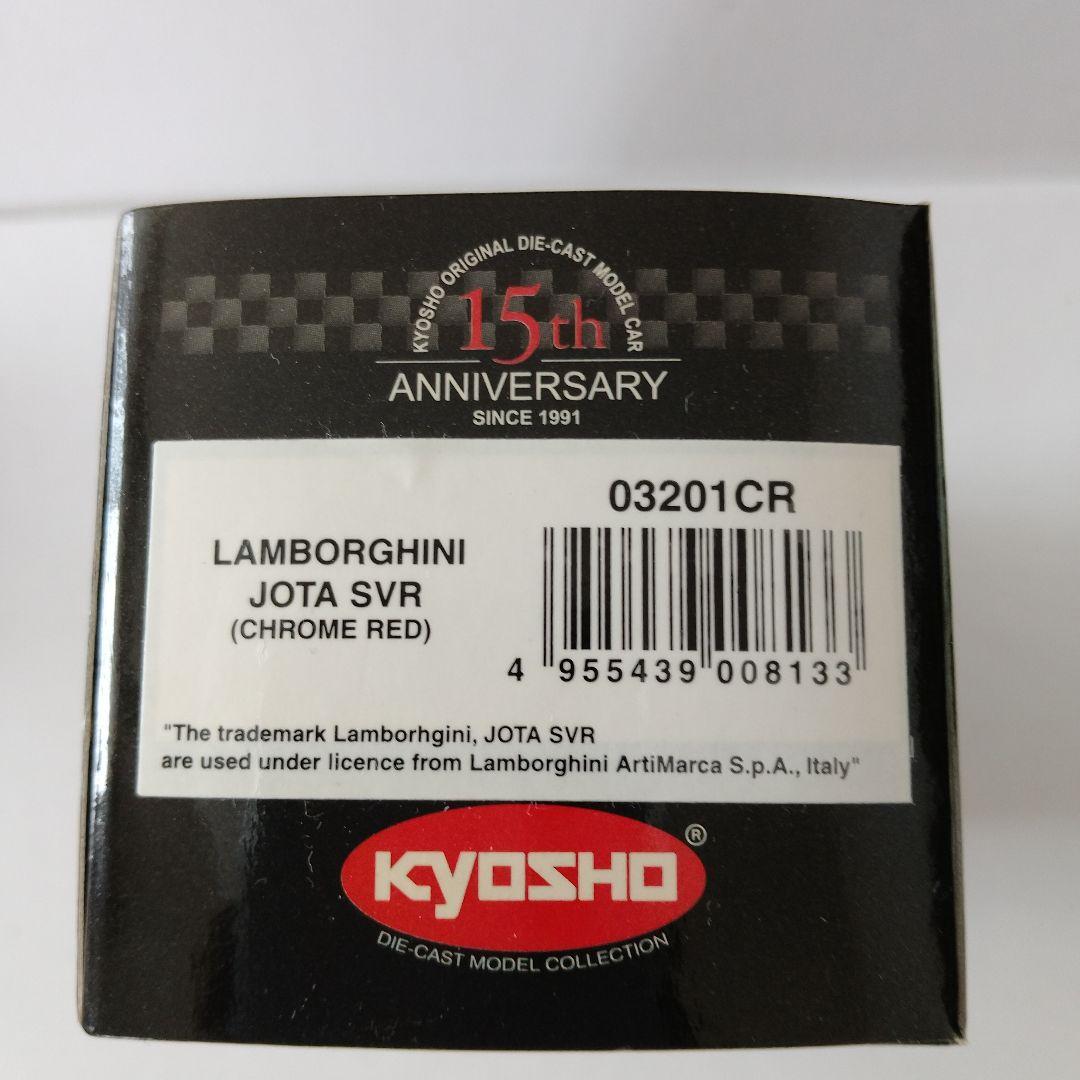 KYOSHO ORIGINAL DIE-CAST MODEL CAR
15th
ANNIVERSARY
SINCE 1991
03201CR
LAMBORGHINI
JOTA SVR
(CHROME RED)
4 955439 008133
"The trademark Lamborhgini, JOTA SVR
are used under licence from Lamborghini ArtiMarca S.p.A., Italy"
KYOSHO ®
DIE-CAST MODEL COLLECTION